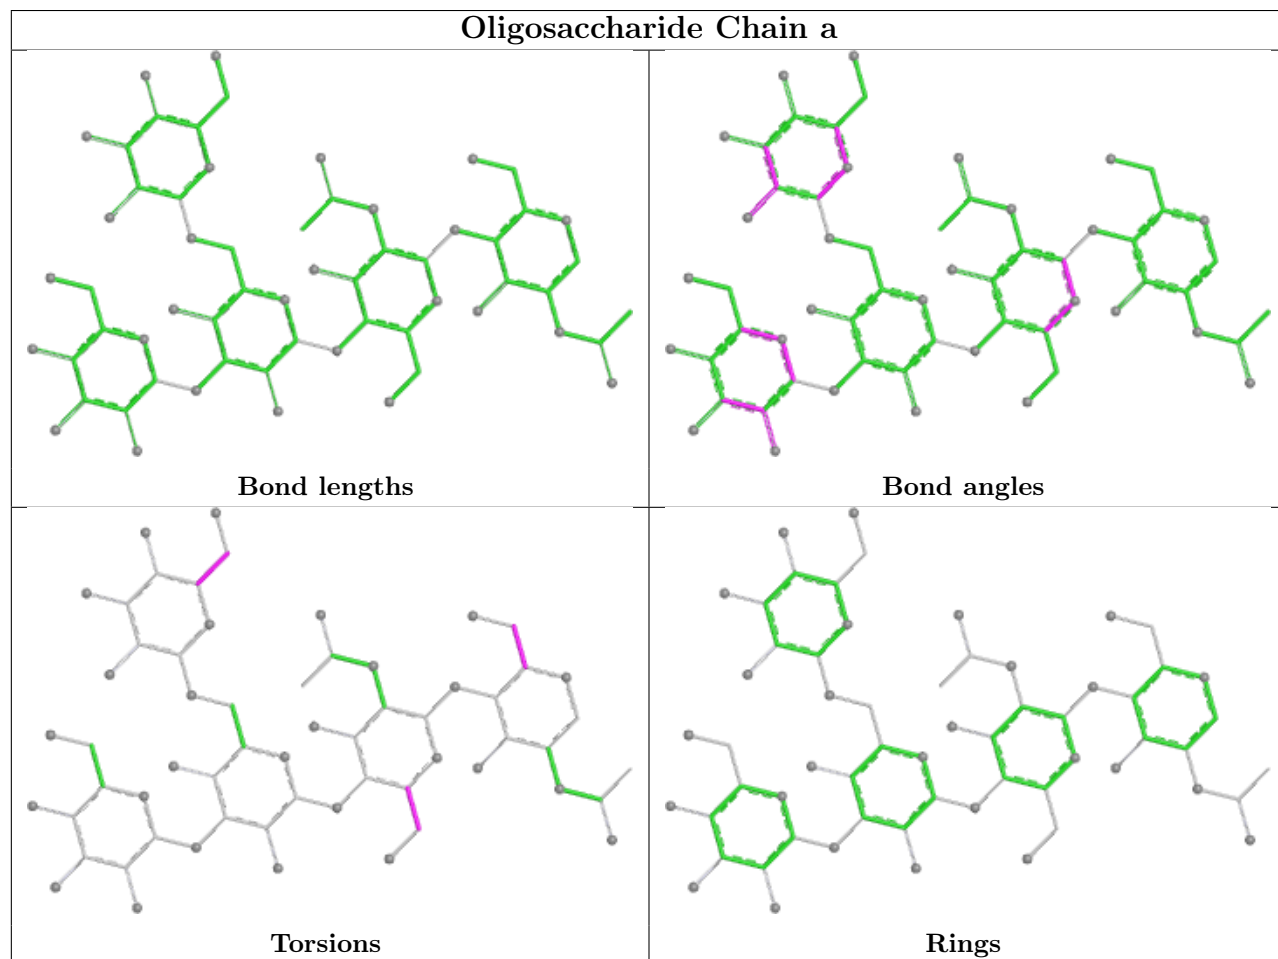 Oligosaccharide Chain a
Bond lengths
Bond angles
Torsions
Rings